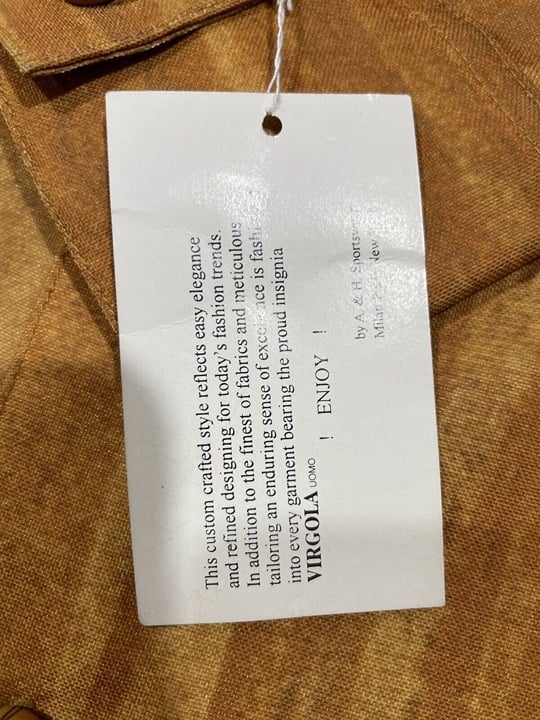 This custom crafted style reflects easy elegance
and refined designing for today's fashion trends.
In addition to the finest of fabrics and meticulous
tailoring an enduring sense of is
into every garment bearing the proud insignia
VIRGOLA UOMO
! ENJOY !
by A & H Sportswear
Milan